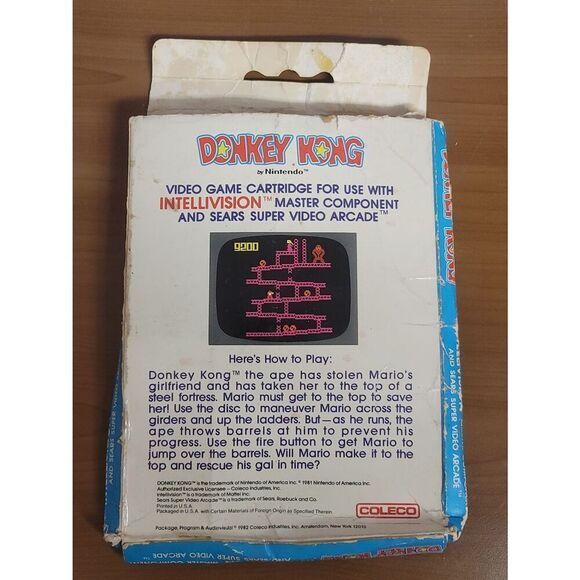 DONKEY KONG
by Nintendo™
VIDEO GAME CARTRIDGE FOR USE WITH
INTELLIVISION™ MASTER COMPONENT
AND SEARS SUPER VIDEO ARCADE™
9200
Here's How to Play:
Donkey Kong™ the ape has stolen Mario's
girlfriend and has taken her to the top of a
steel fortress. Mario must get to the top to save
her! Use the disc to maneuver Mario across the
girders and up the ladders. But—as he runs, the
ape throws barrels at him to prevent his
progress. Use the fire button to get Mario to
jump over the barrels. Will Mario make it to the
top and rescue his gal in time?
DONKEY KONG™ is the trademark of Nintendo of America Inc. © 1981 Nintendo of America Inc.
Authorized Exclusive Licensee – Coleco Industries, Inc.
Intellivision™ is a trademark of Mattel Inc.
Sears Super Video Arcade™ is a trademark of Sears, Roebuck and Co.
Printed in U.S.A.
Packaged in U.S.A. with Certain Materials of Foreign Origin as Specified Therein.
COLECO
Package, Program & Audiovisual © 1982 Coleco Industries, Inc. Amsterdam, New York 12010
DONKEY KONG
AND SEARS SUPER VIDEO ARCADE™